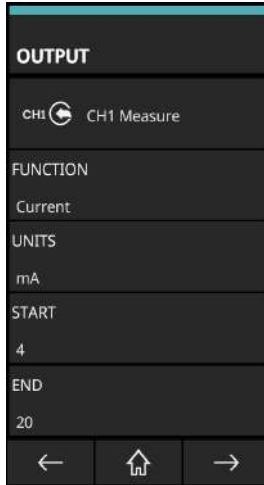 OUTPUT
CH1 CH1 Measure
FUNCTION
Current
UNITS
mA
START
4
END
20